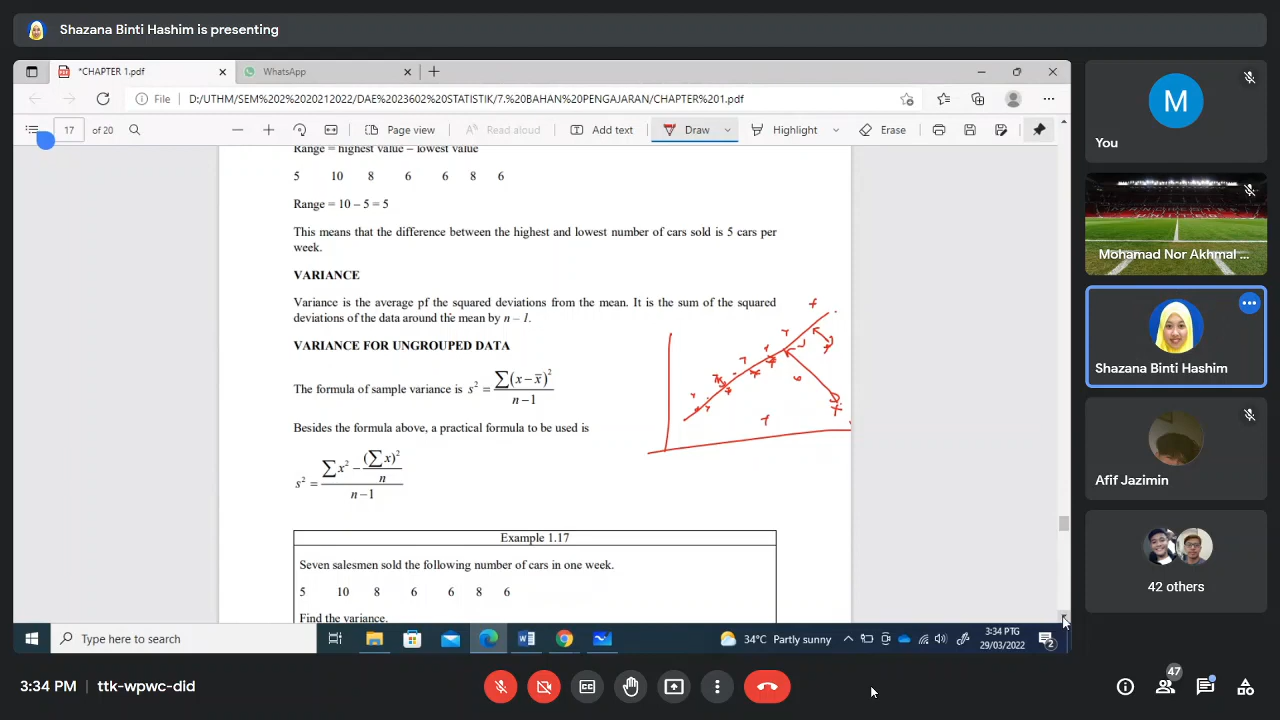 Shazana Binti Hashim is presenting
*CHAPTER 1.pdf
WhatsApp
File
D:/UTHM/SEM%202%20202122022/DAE%2023602%20STATISTIK/7.%20BAHAN%20PENGAJARAN/CHAPTER%201.pdf
17 of 20
Page view
Read aloud
Add text
Draw
Highlight
Erase
Range = highest value – lowest value
5 10 8 6 6 8 6
Range = 10 – 5 = 5
This means that the difference between the highest and lowest number of cars sold is 5 cars per
week.
VARIANCE
Variance is the average of the squared deviations from the mean. It is the sum of the squared
deviations of the data around the mean by n – 1.
VARIANCE FOR UNGROUPED DATA
The formula of sample variance is s² = ∑(x − x̅)² / n−1
Besides the formula above, a practical formula to be used is
s² = (∑x² − (∑x)² / n) / n−1
Example 1.17
Seven salesmen sold the following number of cars in one week.
5 10 8 6 6 8 6
Find the variance.
Type here to search
34°C Partly sunny
3:34 PTG
29/03/2022
2
M
You
Mohamad Nor Akhmal ...
Shazana Binti Hashim
Afif Jazimin
42 others
3:34 PM | ttk-wpwc-did
47